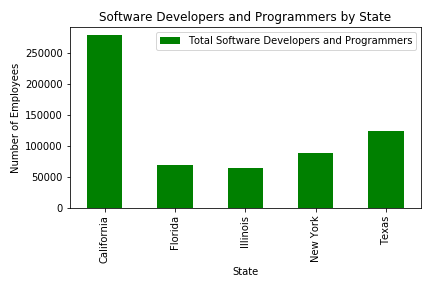 Software Developers and Programmers by State
Total Software Developers and Programmers
Number of Employees
250000
200000
150000
100000
50000
0
California
Florida
Illinois
New York
Texas
State